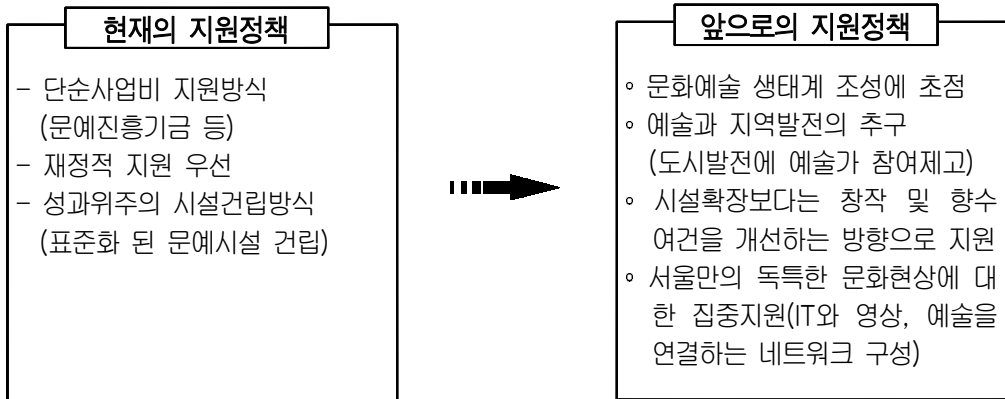 현재의 지원정책
- 단순사업비 지원방식
(문예진흥기금 등)
- 재정적 지원 우선
- 성과위주의 시설건립방식
(표준화 된 문예시설 건립)
앞으로의 지원정책
◦ 문화예술 생태계 조성에 초점
◦ 예술과 지역발전의 추구
(도시발전에 예술가 참여제고)
◦ 시설확장보다는 창작 및 향수
여건을 개선하는 방향으로 지원
◦ 서울만의 독특한 문화현상에 대
한 집중지원(IT와 영상, 예술을
연결하는 네트워크 구성)